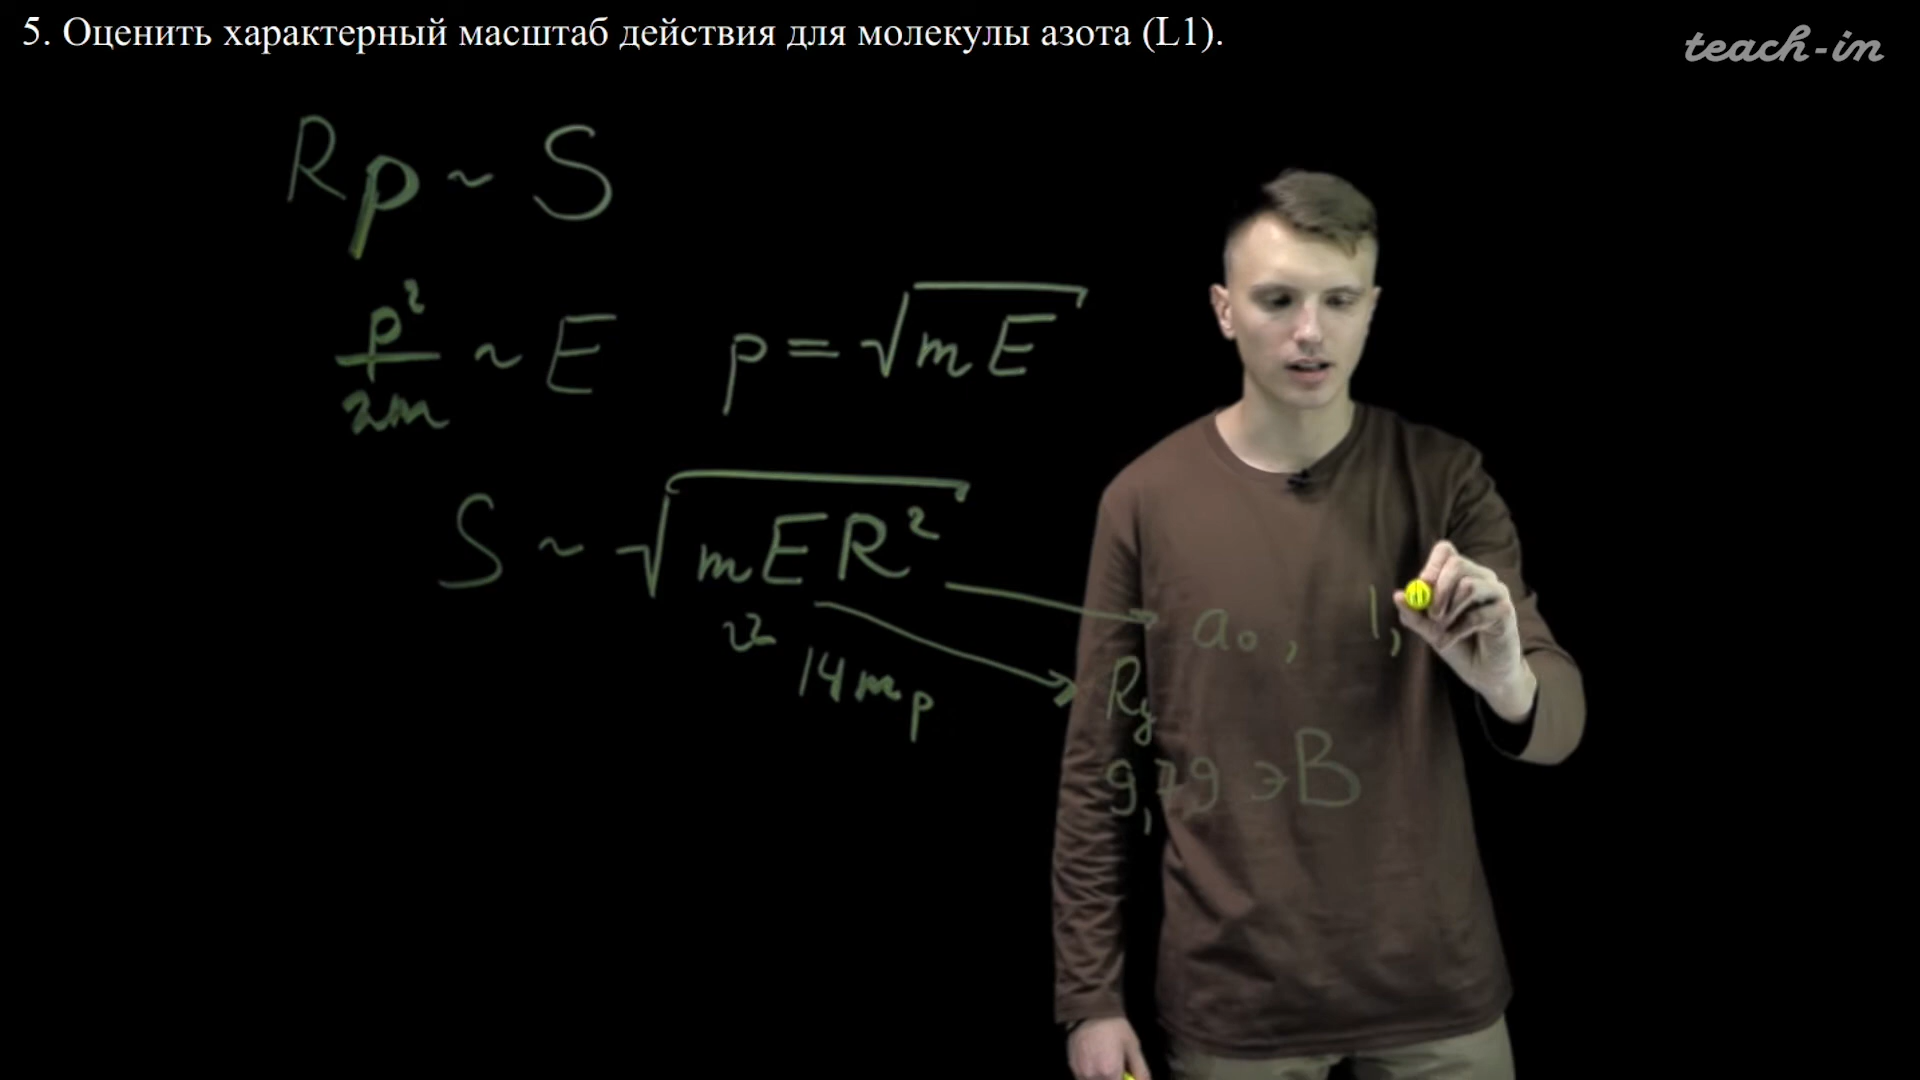 5. Оценить характерный масштаб действия для молекулы азота (L1).
teach-in
Rp ~ S
p²/2m ~ E p = √mE
S ~ √mER²
a₀, 1,
14mₚ
Ry
9,79 эВ